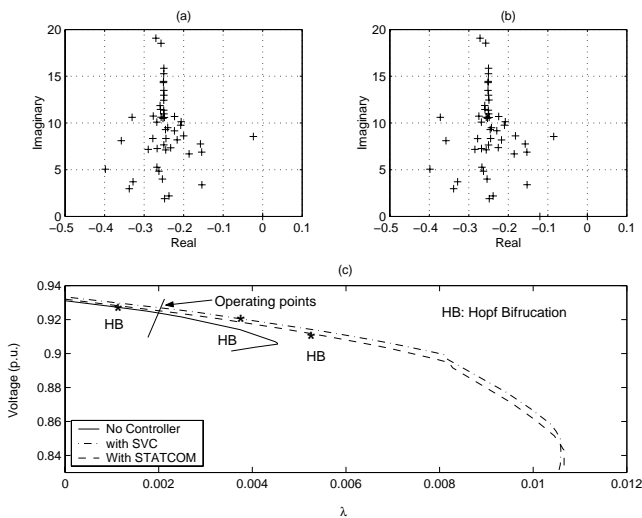 (a)
20
15
10
5
0
Imaginary
−0.5 −0.4 −0.3 −0.2 −0.1 0 0.1
Real
(b)
20
15
10
5
0
Imaginary
−0.5 −0.4 −0.3 −0.2 −0.1 0 0.1
Real
(c)
0.94
0.92
0.9
0.88
0.86
0.84
Voltage (p.u.)
Operating points
HB: Hopf Bifrucation
HB
HB
HB
No Controller
with SVC
With STATCOM
0 0.002 0.004 0.006 0.008 0.01 0.012
λ